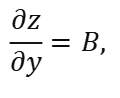 ∂z/∂y = B,